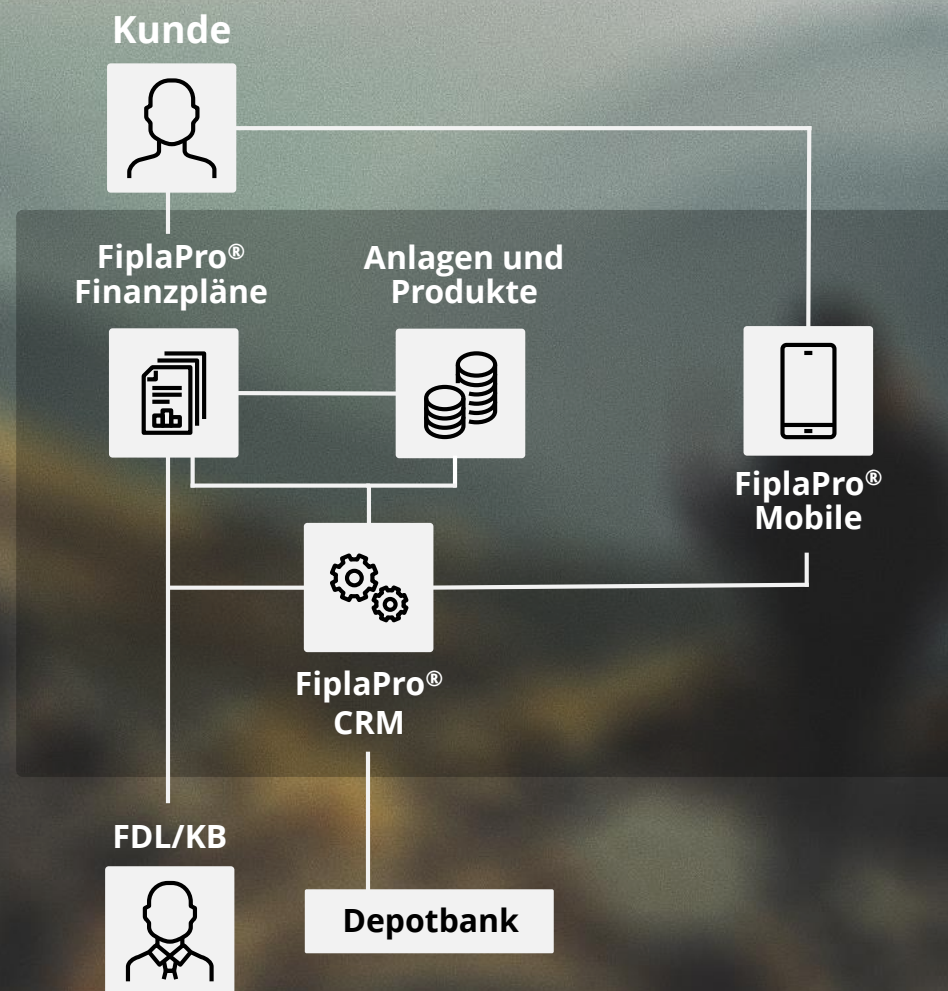 Kunde
FiplaPro®
Finanzpläne
Anlagen und
Produkte
FiplaPro®
Mobile
FiplaPro®
CRM
FDL/KB
Depotbank